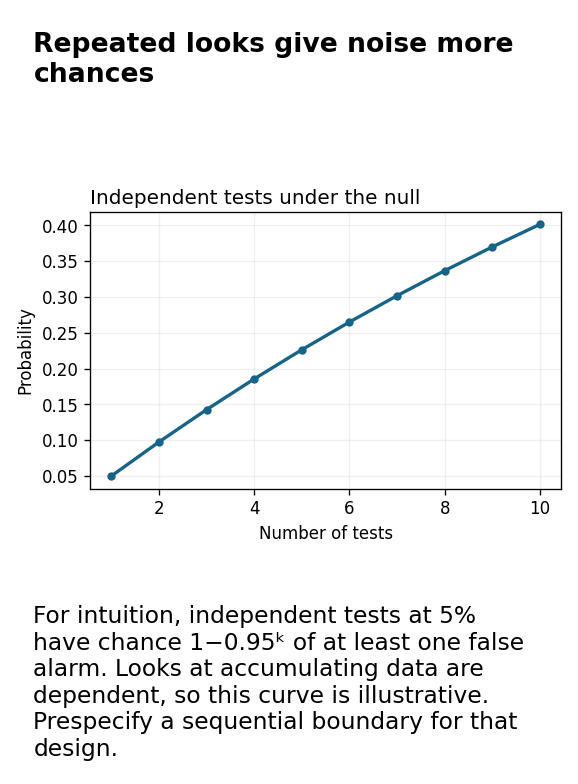 Repeated looks give noise more
chances
Independent tests under the null
0.40
0.35
0.30
0.25
0.20
0.15
0.10
0.05
Probability
2 4 6 8 10
Number of tests
For intuition, independent tests at 5%
have chance 1−0.95ᵏ of at least one false
alarm. Looks at accumulating data are
dependent, so this curve is illustrative.
Prespecify a sequential boundary for that
design.